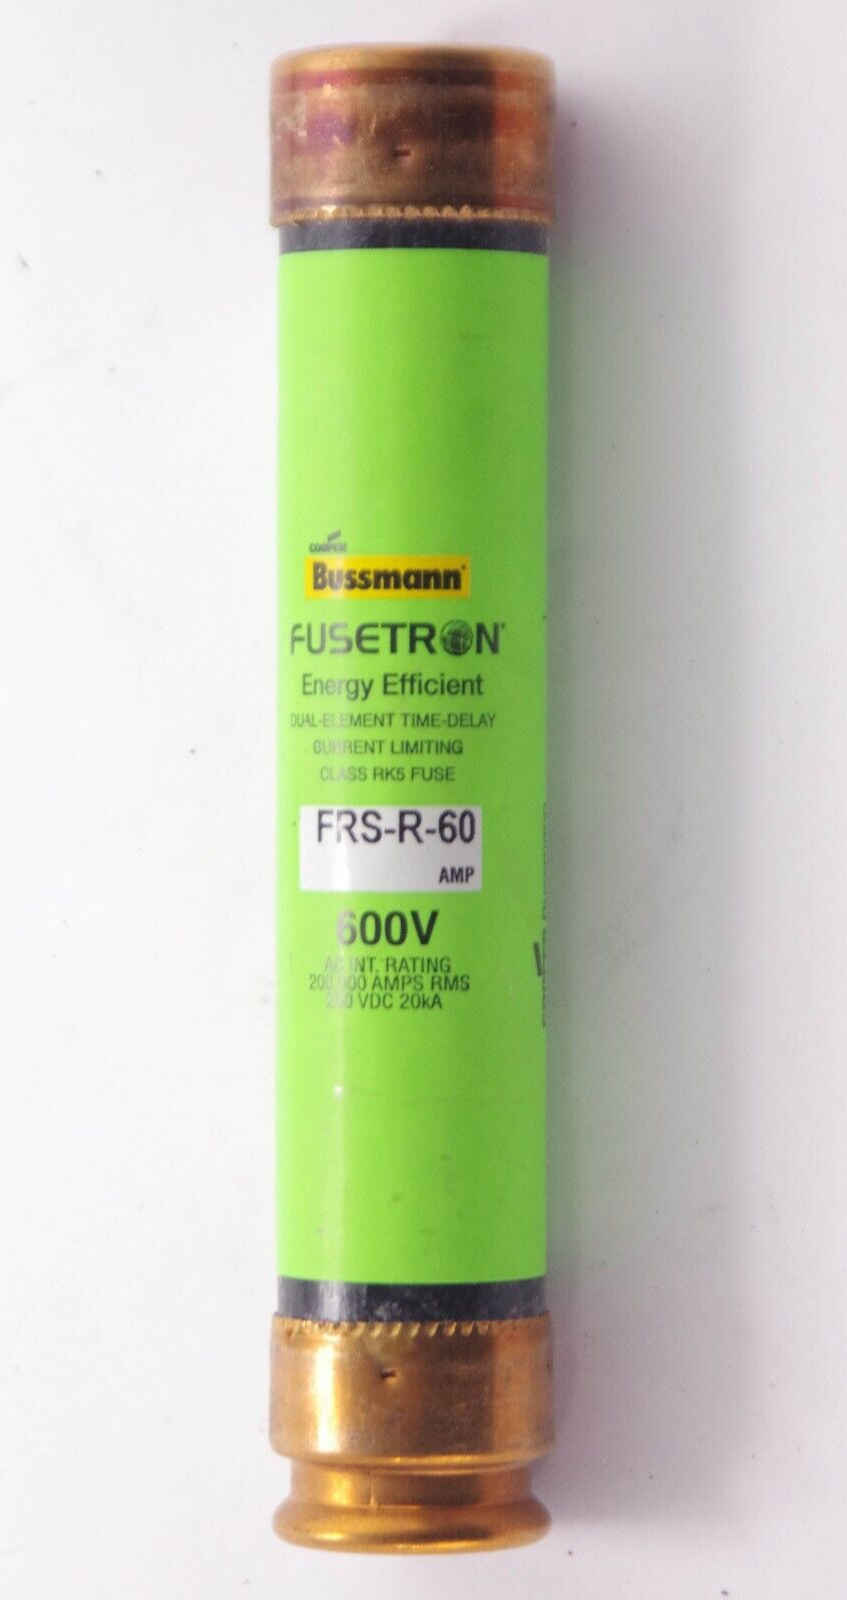 COOPER
Bussmann
FUSETRON
Energy Efficient
DUAL-ELEMENT TIME-DELAY
CURRENT LIMITING
CLASS RK5 FUSE
FRS-R-60
AMP
600V
AC INT. RATING
200,000 AMPS RMS
250 VDC 20kA